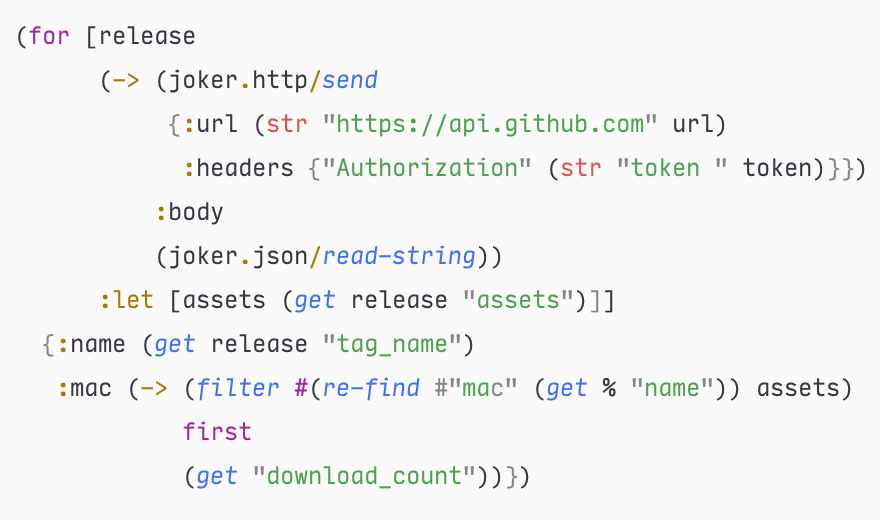 (for [release
      (-> (joker.http/send
           {:url (str "https://api.github.com" url)
            :headers {"Authorization" (str "token " token)}})
          :body
          (joker.json/read-string))
      :let [assets (get release "assets")]]
  {:name (get release "tag_name")
   :mac (-> (filter #(re-find #"mac" (get % "name")) assets)
            first
            (get "download_count"))})